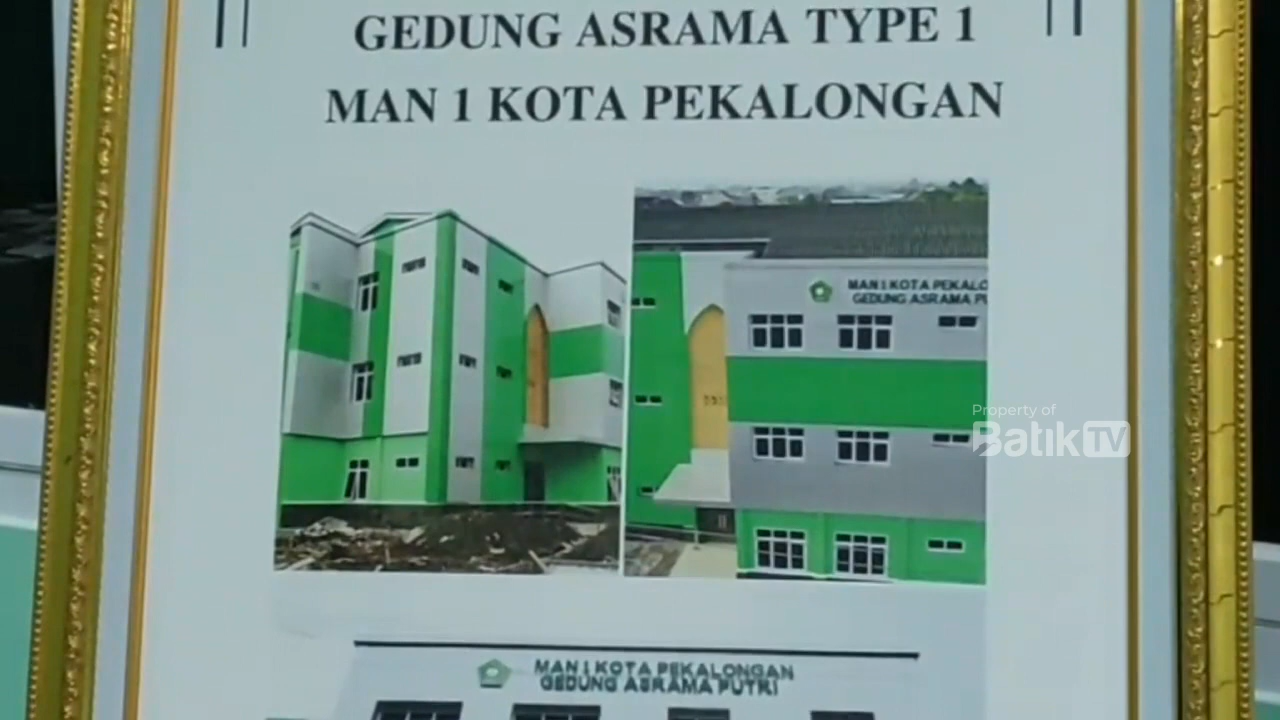 GEDUNG ASRAMA TYPE 1
MAN 1 KOTA PEKALONGAN
MAN 1 KOTA PEKALO
GEDUNG ASRAMA PU
Property of
BatikTV
MAN 1 KOTA PEKALONGAN
GEDUNG ASRAMA PUTRI